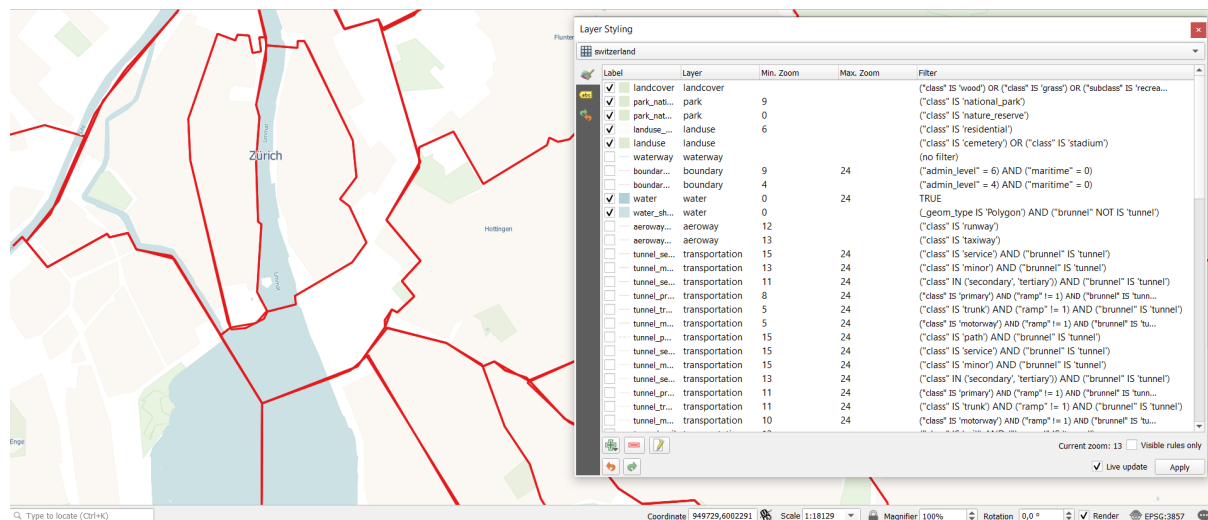 Layer Styling
switzerland
Label Layer Min. Zoom Max. Zoom Filter
landcover landcover ("class" IS 'wood') OR ("class" IS 'grass') OR ("subclass" IS 'recrea...
park_nati... park 9 ("class" IS 'national_park')
park_nat... park 0 ("class" IS 'nature_reserve')
landuse_... landuse 6 ("class" IS 'residential')
landuse landuse ("class" IS 'cemetery') OR ("class" IS 'stadium')
waterway waterway (no filter)
boundar... boundary 9 24 ("admin_level" = 6) AND ("maritime" = 0)
boundar... boundary 4 ("admin_level" = 4) AND ("maritime" = 0)
water water 0 24 TRUE
water_sh... water 0 (_geom_type IS 'Polygon') AND ("brunnel" NOT IS 'tunnel')
aeroway... aeroway 12 ("class" IS 'runway')
aeroway... aeroway 13 ("class" IS 'taxiway')
tunnel_se... transportation 15 24 ("class" IS 'service') AND ("brunnel" IS 'tunnel')
tunnel_m... transportation 13 24 ("class" IS 'minor') AND ("brunnel" IS 'tunnel')
tunnel_se... transportation 11 24 ("class" IN ('secondary', 'tertiary')) AND ("brunnel" IS 'tunnel')
tunnel_pr... transportation 8 24 ("class" IS 'primary') AND ("ramp" != 1) AND ("brunnel" IS 'tunn...
tunnel_tr... transportation 5 24 ("class" IS 'trunk') AND ("ramp" != 1) AND ("brunnel" IS 'tunnel')
tunnel_m... transportation 5 24 ("class" IS 'motorway') AND ("ramp" != 1) AND ("brunnel" IS 'tu...
tunnel_p... transportation 15 24 ("class" IS 'path') AND ("brunnel" IS 'tunnel')
tunnel_se... transportation 15 24 ("class" IS 'service') AND ("brunnel" IS 'tunnel')
tunnel_m... transportation 15 24 ("class" IS 'minor') AND ("brunnel" IS 'tunnel')
tunnel_se... transportation 13 24 ("class" IN ('secondary', 'tertiary')) AND ("brunnel" IS 'tunnel')
tunnel_pr... transportation 11 24 ("class" IS 'primary') AND ("ramp" != 1) AND ("brunnel" IS 'tunn...
tunnel_tr... transportation 11 24 ("class" IS 'trunk') AND ("ramp" != 1) AND ("brunnel" IS 'tunnel')
tunnel_m... transportation 10 24 ("class" IS 'motorway') AND ("ramp" != 1) AND ("brunnel" IS 'tu...
abc
Current zoom: 13 Visible rules only
Live update Apply
Flunter
Limmat
Zürich
Hottingen
Limmat
Enge
Type to locate (Ctrl+K) Coordinate 949729,6002291 Scale 1:18129 Magnifier 100% Rotation 0,0 ° Render EPSG:3857